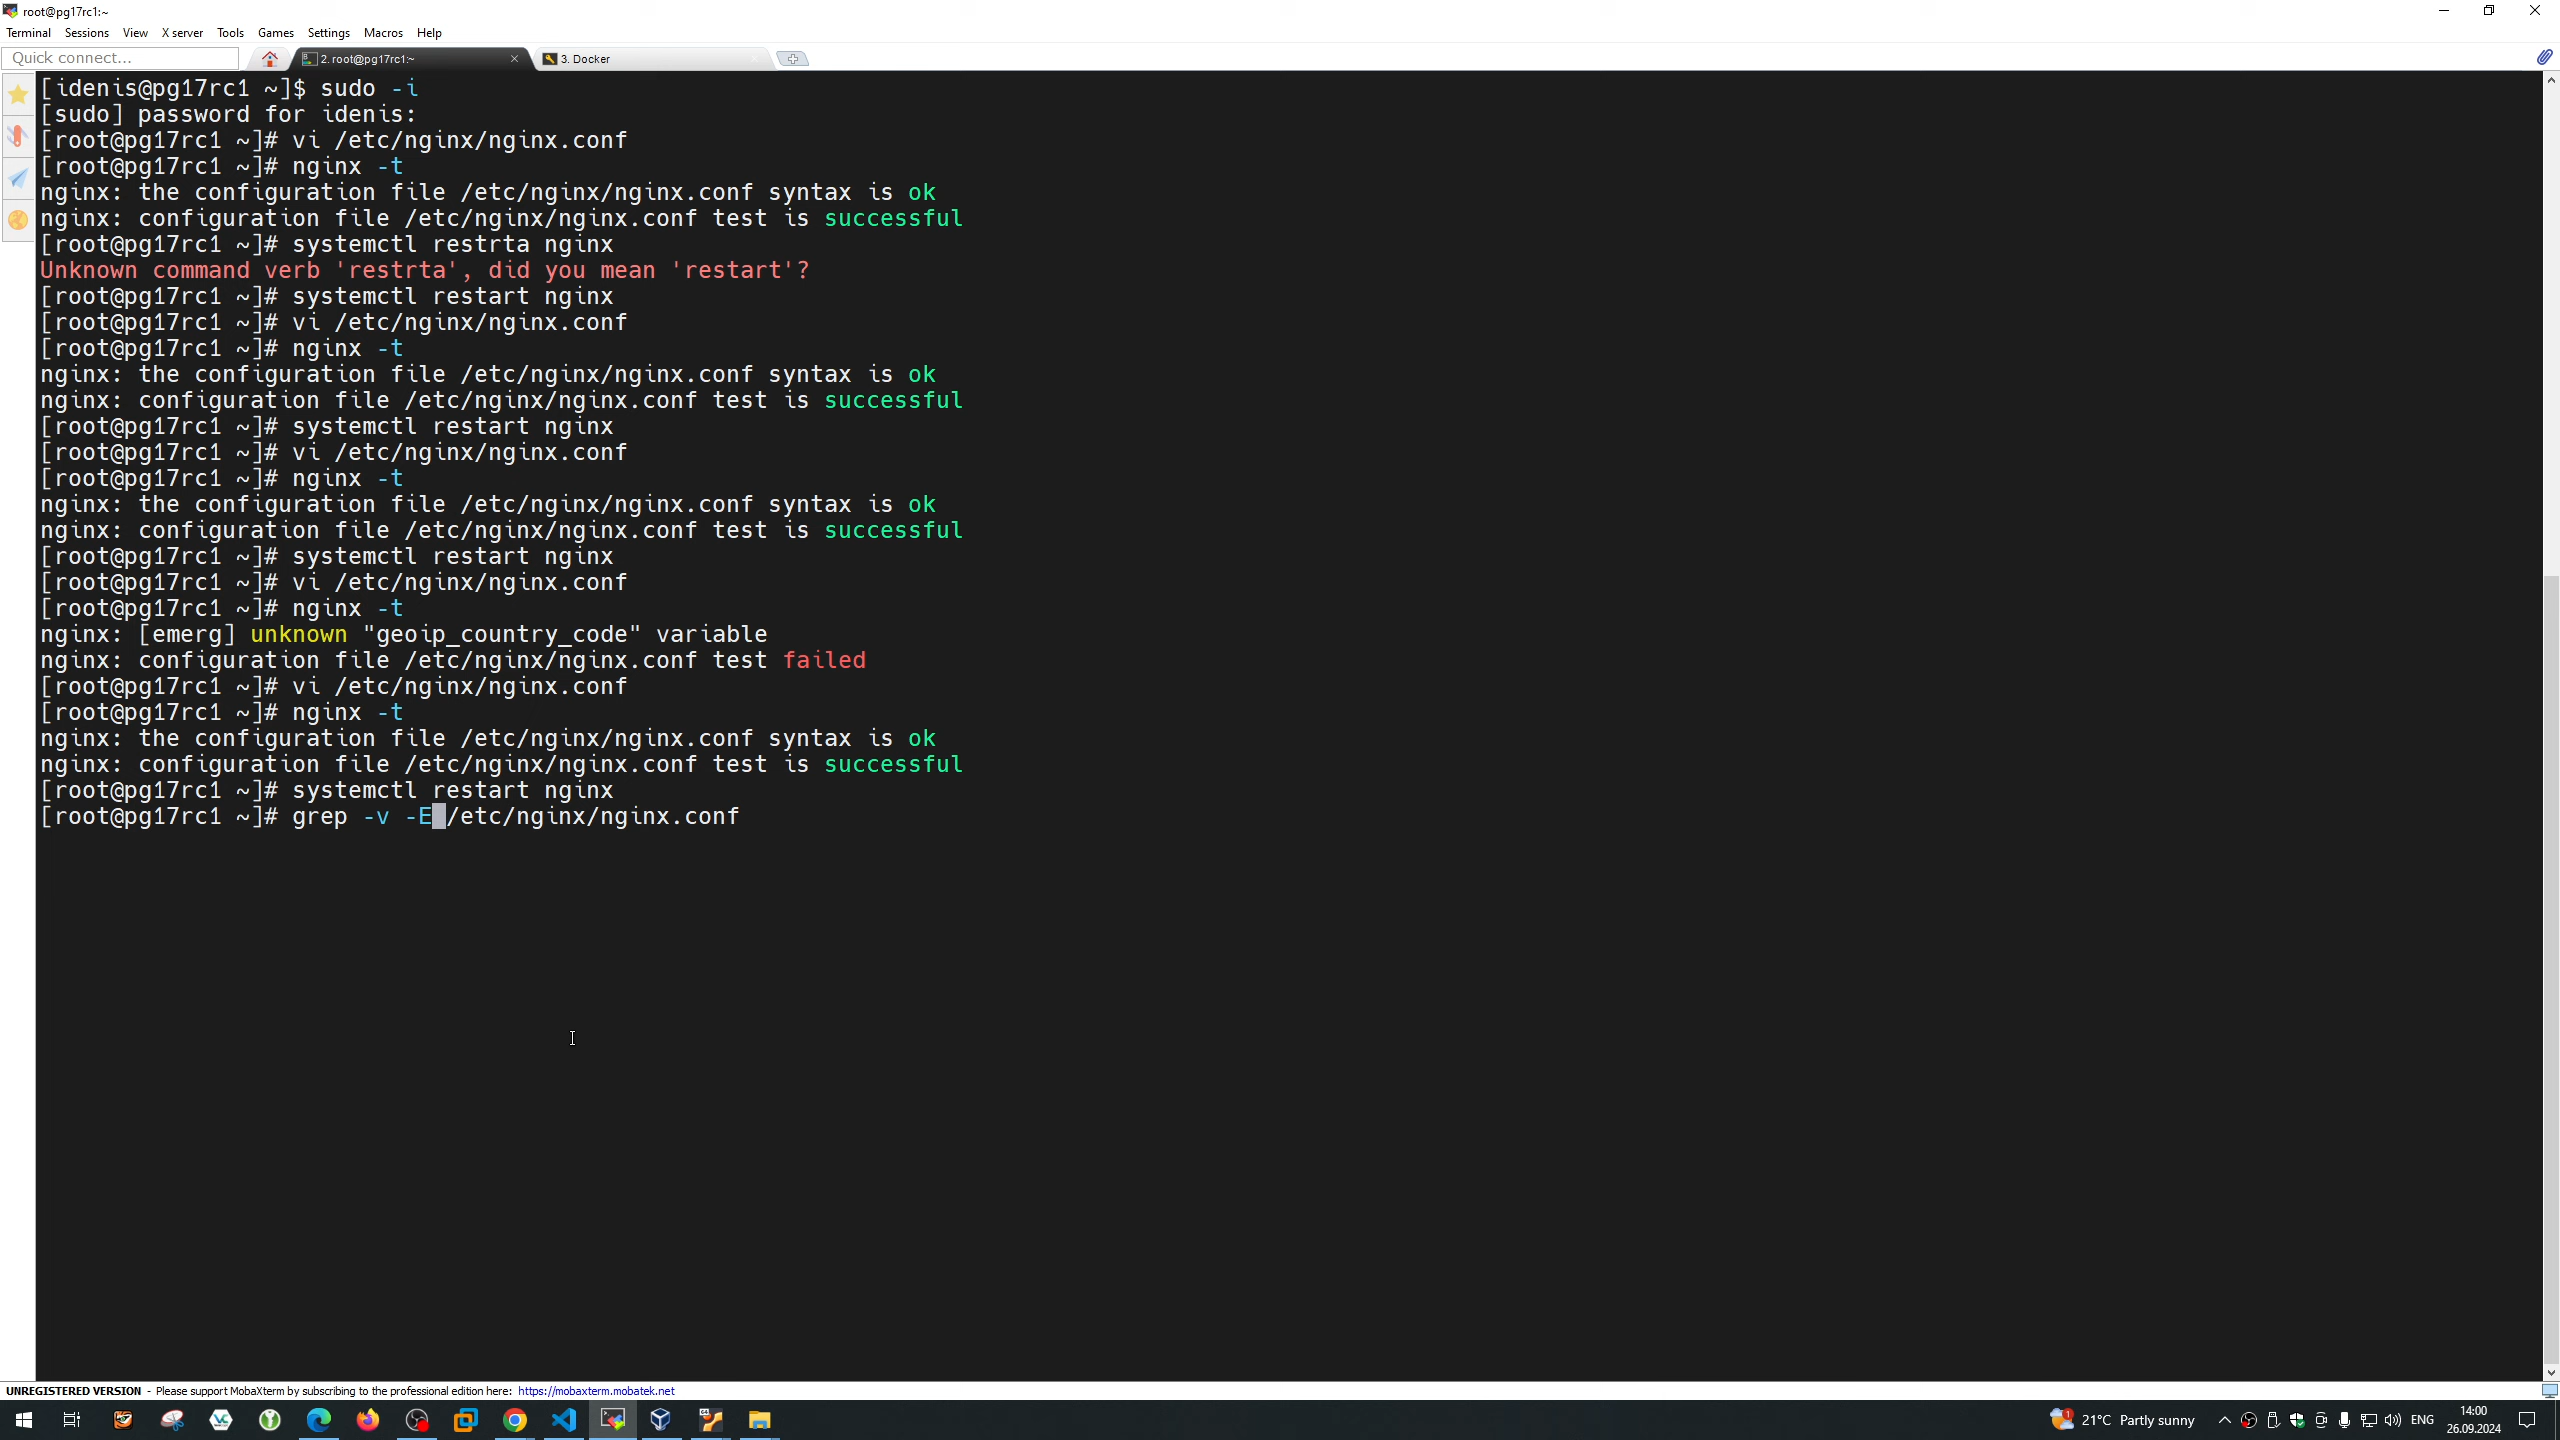 root@pg17rc1:~
Terminal Sessions View X server Tools Games Settings Macros Help
Quick connect... 2. root@pg17rc1:~ 3. Docker
[idenis@pg17rc1 ~]$ sudo -i
[sudo] password for idenis:
[root@pg17rc1 ~]# vi /etc/nginx/nginx.conf
[root@pg17rc1 ~]# nginx -t
nginx: the configuration file /etc/nginx/nginx.conf syntax is ok
nginx: configuration file /etc/nginx/nginx.conf test is successful
[root@pg17rc1 ~]# systemctl restrta nginx
Unknown command verb 'restrta', did you mean 'restart'?
[root@pg17rc1 ~]# systemctl restart nginx
[root@pg17rc1 ~]# vi /etc/nginx/nginx.conf
[root@pg17rc1 ~]# nginx -t
nginx: the configuration file /etc/nginx/nginx.conf syntax is ok
nginx: configuration file /etc/nginx/nginx.conf test is successful
[root@pg17rc1 ~]# systemctl restart nginx
[root@pg17rc1 ~]# vi /etc/nginx/nginx.conf
[root@pg17rc1 ~]# nginx -t
nginx: the configuration file /etc/nginx/nginx.conf syntax is ok
nginx: configuration file /etc/nginx/nginx.conf test is successful
[root@pg17rc1 ~]# systemctl restart nginx
[root@pg17rc1 ~]# vi /etc/nginx/nginx.conf
[root@pg17rc1 ~]# nginx -t
nginx: [emerg] unknown "geoip_country_code" variable
nginx: configuration file /etc/nginx/nginx.conf test failed
[root@pg17rc1 ~]# vi /etc/nginx/nginx.conf
[root@pg17rc1 ~]# nginx -t
nginx: the configuration file /etc/nginx/nginx.conf syntax is ok
nginx: configuration file /etc/nginx/nginx.conf test is successful
[root@pg17rc1 ~]# systemctl restart nginx
[root@pg17rc1 ~]# grep -v -E /etc/nginx/nginx.conf
UNREGISTERED VERSION - Please support MobaXterm by subscribing to the professional edition here: https://mobaxterm.mobatek.net
21°C Partly sunny ENG 14:00
26.09.2024